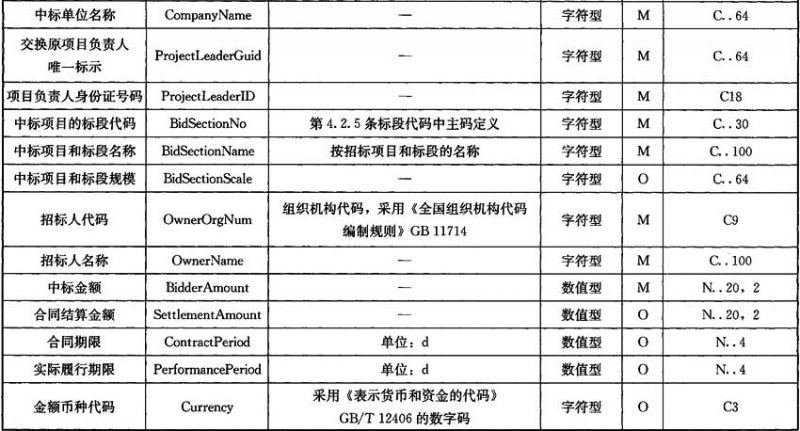 中标单位名称 CompanyName — 字符型 M C..64
交换原项目负责人
唯一标示 ProjectLeaderGuid — 字符型 M C..64
项目负责人身份证号码 ProjectLeaderID — 字符型 M C18
中标项目的标段代码 BidSectionNo 第4.2.5条标段代码中主码定义 字符型 M C..30
中标项目和标段名称 BidSectionName 按招标项目和标段的名称 字符型 M C..100
中标项目和标段规模 BidSectionScale — 字符型 O C..64
招标人代码 OwnerOrgNum 组织机构代码，采用《全国组织机构代码
编制规则》GB 11714 字符型 M C9
招标人名称 OwnerName — 字符型 M C..100
中标金额 BidderAmount — 数值型 M N..20，2
合同结算金额 SettlementAmount — 数值型 O N..20，2
合同期限 ContractPeriod 单位：d 数值型 O N..4
实际履行期限 PerformancePeriod 单位：d 数值型 O N..4
金额币种代码 Currency 采用《表示货币和资金的代码》
GB/T 12406 的数字码 字符型 O C3